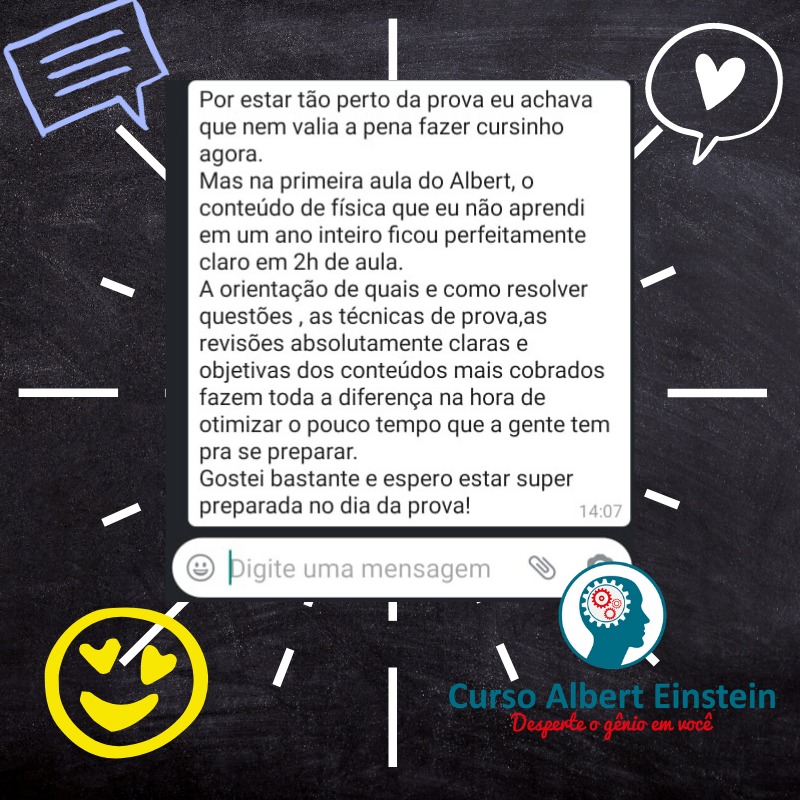 Por estar tão perto da prova eu achava
que nem valia a pena fazer cursinho
agora.
Mas na primeira aula do Albert, o
conteúdo de física que eu não aprendi
em um ano inteiro ficou perfeitamente
claro em 2h de aula.
A orientação de quais e como resolver
questões , as técnicas de prova,as
revisões absolutamente claras e
objetivas dos conteúdos mais cobrados
fazem toda a diferença na hora de
otimizar o pouco tempo que a gente tem
pra se preparar.
Gostei bastante e espero estar super
preparada no dia da prova!
14:07
Digite uma mensagem
Curso Albert Einstein
Desperte o gênio em você